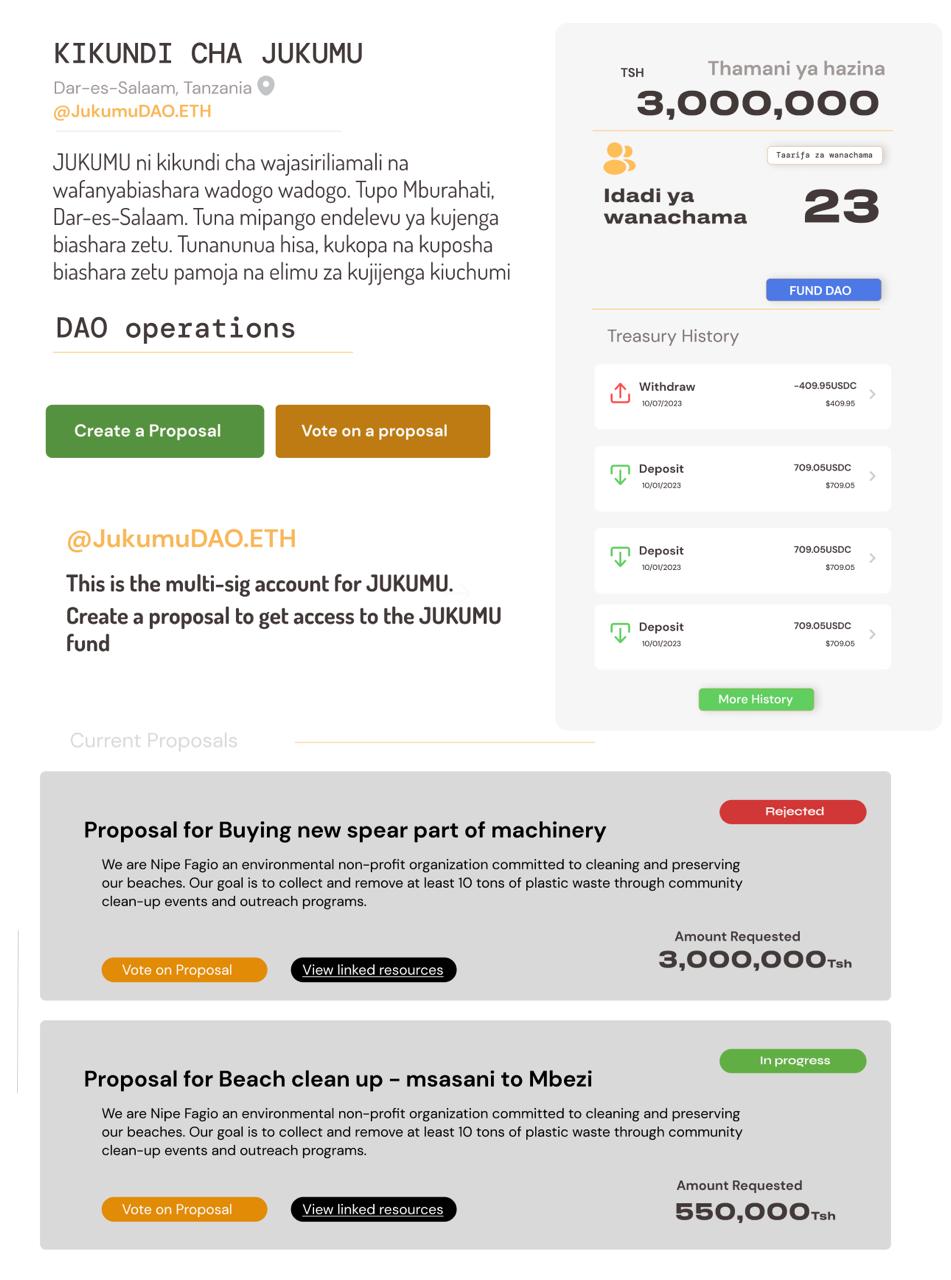 KIKUNDI CHA JUKUMU
Dar-es-Salaam, Tanzania
@JukumuDAO.ETH
JUKUMU ni kikundi cha wajasiriliamali na
wafanyabiashara wadogo wadogo. Tupo Mburahati,
Dar-es-Salaam. Tuna mipango endelevu ya kujenga
biashara zetu. Tunanunua hisa, kukopa na kuposha
biashara zetu pamoja na elimu za kujijenga kiuchumi
DAO operations
Create a Proposal
Vote on a proposal
@JukumuDAO.ETH
This is the multi-sig account for JUKUMU.
Create a proposal to get access to the JUKUMU
fund
TSH
Thamani ya hazina
3,000,000
Taarifa za wanachama
Idadi ya
wanachama
23
FUND DAO
Treasury History
Withdraw
-409.95USDC
10/07/2023
$409.95
Deposit
709.05USDC
10/01/2023
$709.05
Deposit
709.05USDC
10/01/2023
$709.05
Deposit
709.05USDC
10/01/2023
$709.05
More History
Current Proposals
Rejected
Proposal for Buying new spear part of machinery
We are Nipe Fagio an environmental non-profit organization committed to cleaning and preserving
our beaches. Our goal is to collect and remove at least 10 tons of plastic waste through community
clean-up events and outreach programs.
Amount Requested
3,000,000Tsh
Vote on Proposal
View linked resources
In progress
Proposal for Beach clean up - msasani to Mbezi
We are Nipe Fagio an environmental non-profit organization committed to cleaning and preserving
our beaches. Our goal is to collect and remove at least 10 tons of plastic waste through community
clean-up events and outreach programs.
Amount Requested
550,000Tsh
Vote on Proposal
View linked resources